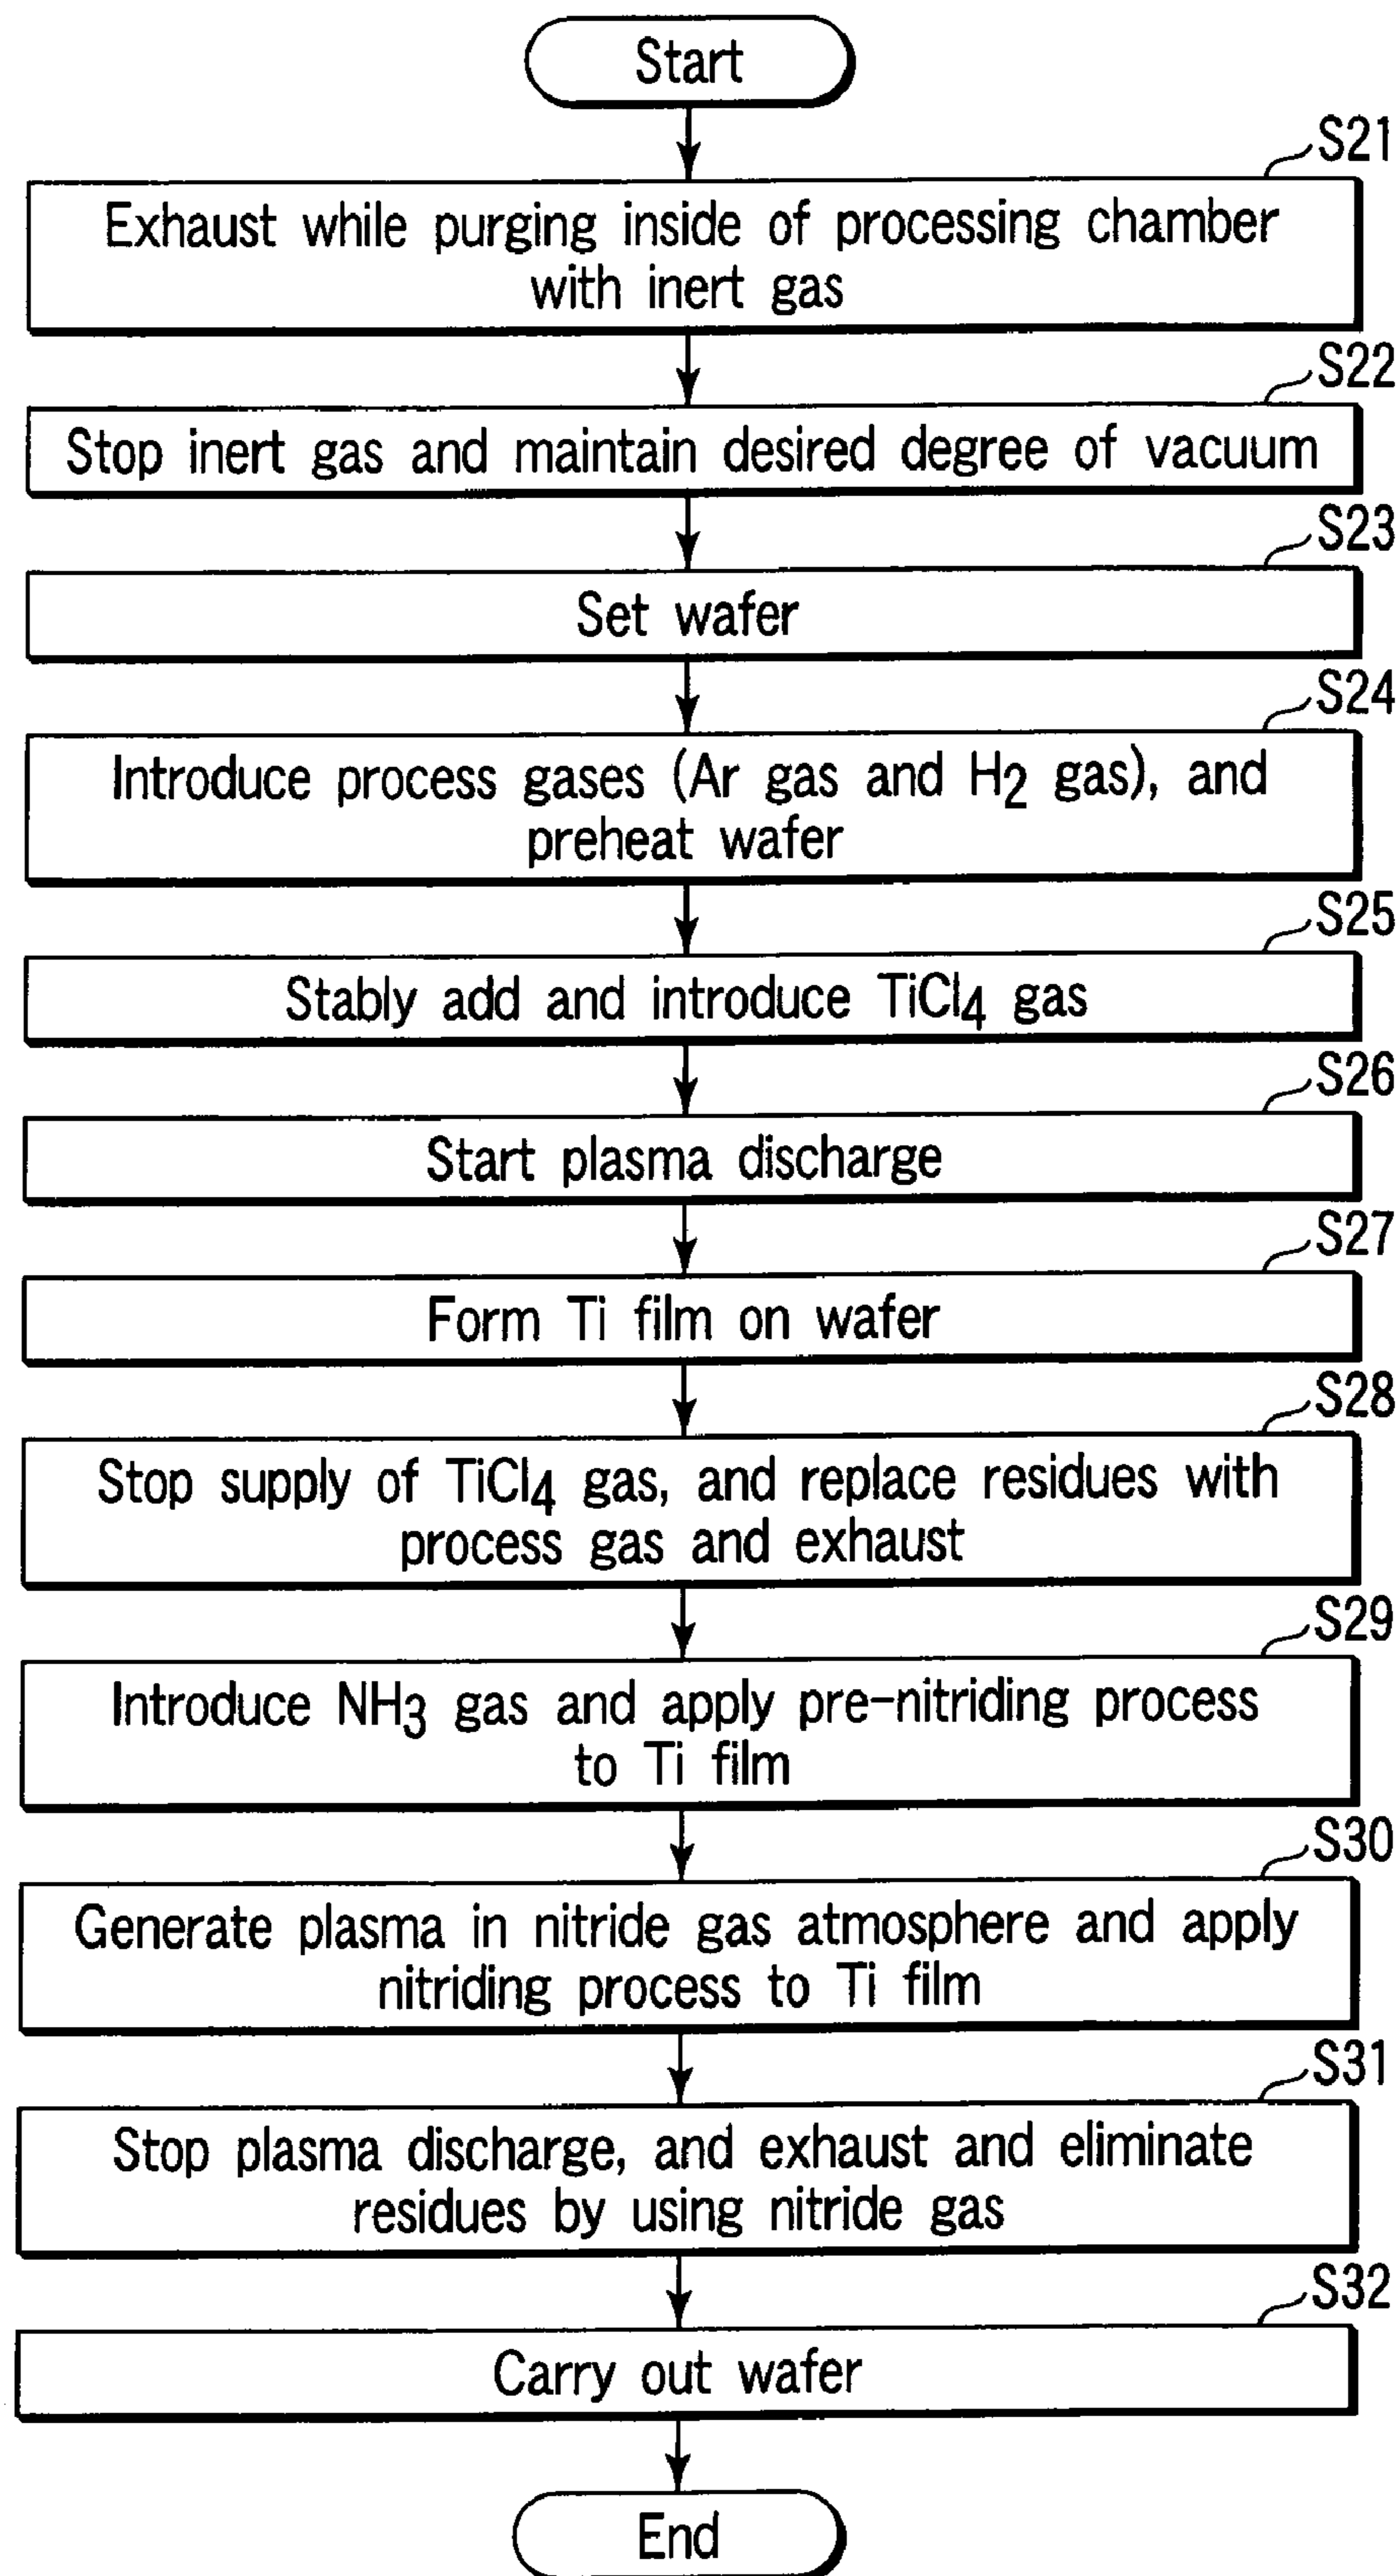 Start
S21
Exhaust while purging inside of processing chamber
with inert gas
S22
Stop inert gas and maintain desired degree of vacuum
S23
Set wafer
S24
Introduce process gases (Ar gas and H2 gas), and
preheat wafer
S25
Stably add and introduce TiCl4 gas
S26
Start plasma discharge
S27
Form Ti film on wafer
S28
Stop supply of TiCl4 gas, and replace residues with
process gas and exhaust
S29
Introduce NH3 gas and apply pre-nitriding process
to Ti film
S30
Generate plasma in nitride gas atmosphere and apply
nitriding process to Ti film
S31
Stop plasma discharge, and exhaust and eliminate
residues by using nitride gas
S32
Carry out wafer
End